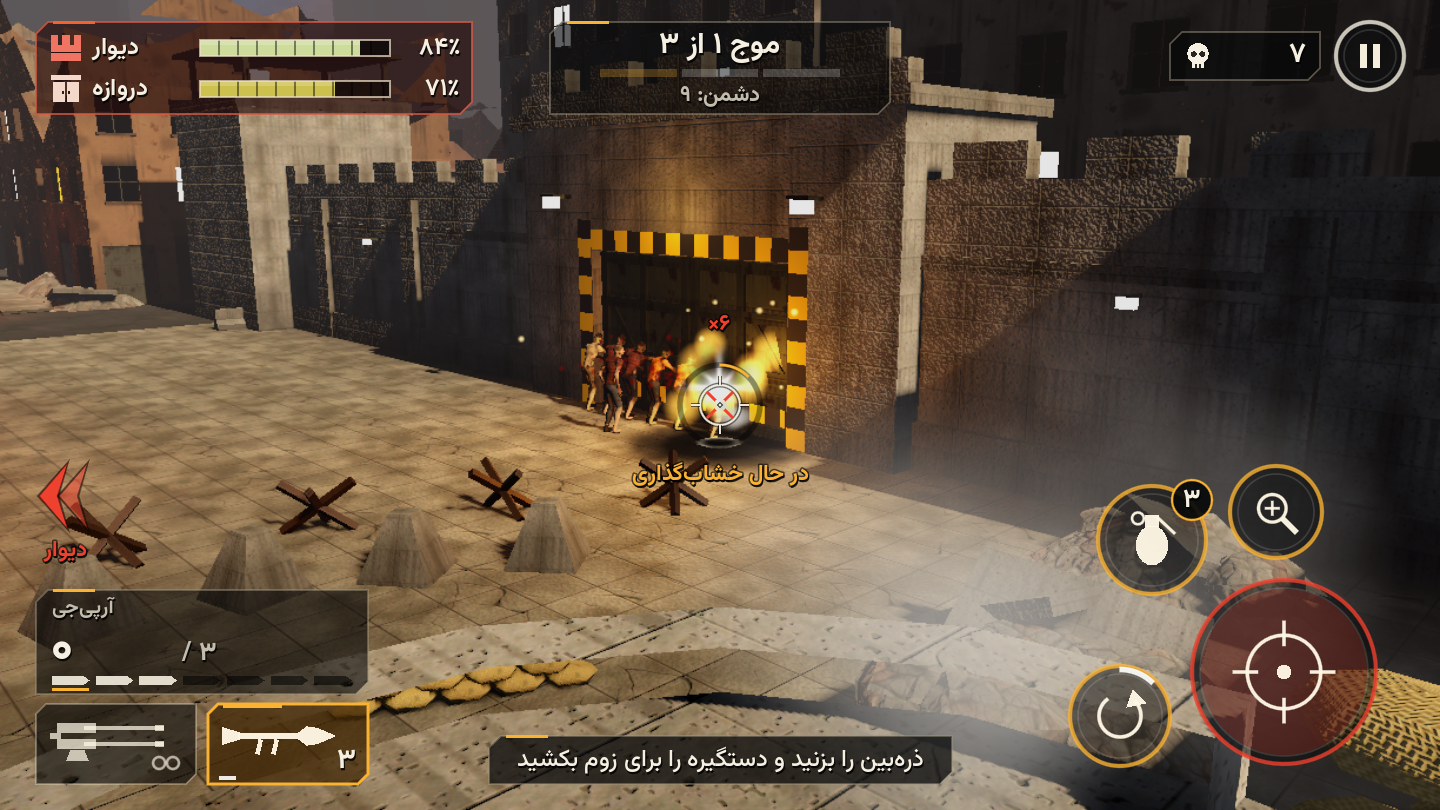 دیوار ۸۴٪
دروازه ۷۱٪
موج ۱ از ۳
دشمن: ۹
۷
×۶
در حال خشاب‌گذاری
دیوار
۳
آرپی‌جی
۰ / ۳
∞
۳
ذره‌بین را بزنید و دستگیره را برای زوم بکشید